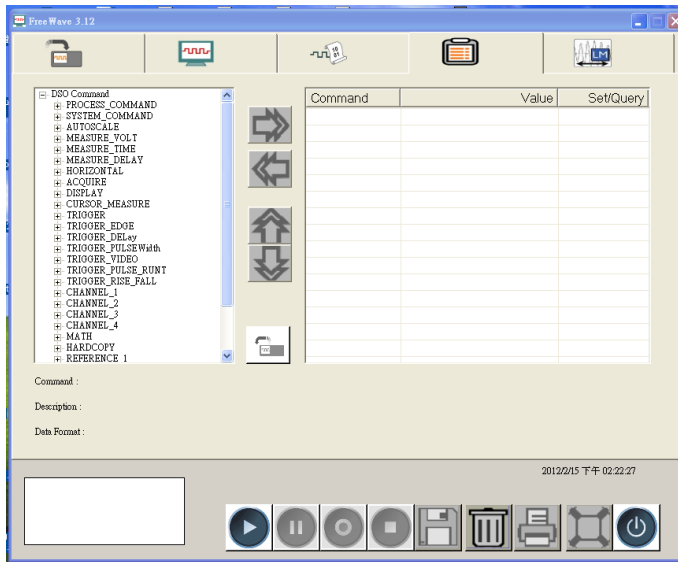 FreeWave 3.12
LM
DSO Command
PROCESS_COMMAND
SYSTEM_COMMAND
AUTOSCALE
MEASURE_VOLT
MEASURE_TIME
MEASURE_DELAY
HORIZONTAL
ACQUIRE
DISPLAY
CURSOR_MEASURE
TRIGGER
TRIGGER_EDGE
TRIGGER_DELay
TRIGGER_PULSEWidth
TRIGGER_VIDEO
TRIGGER_PULSE_RUNT
TRIGGER_RISE_FALL
CHANNEL_1
CHANNEL_2
CHANNEL_3
CHANNEL_4
MATH
HARDCOPY
REFERENCE_1
Command Value Set/Query
Command :
Description :
Data Format :
2012/2/15 下午 02:22:27